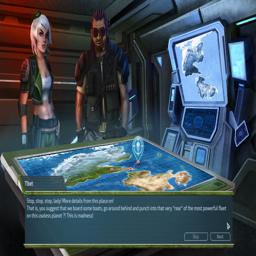 Tibet
Stop, stop, stop, lady! More details from this place on!
That is, you suggest that we board some boats, go around behind and punch into that very "rear" of the most powerful fleet
on this useless planet ?! This is madness!
Skip
Next